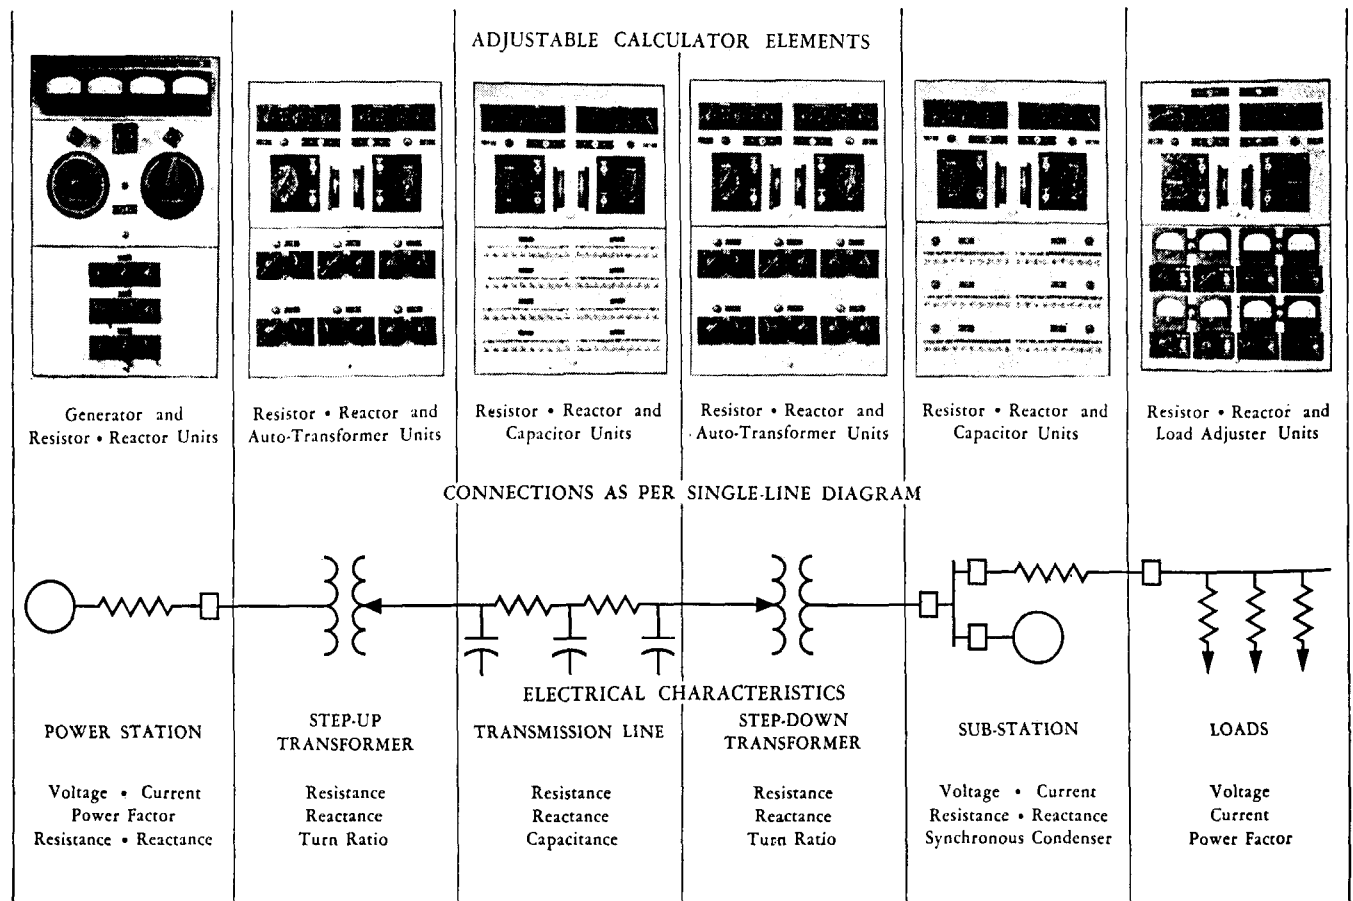 ADJUSTABLE CALCULATOR ELEMENTS
Generator and
Resistor • Reactor Units
Resistor • Reactor and
Auto-Transformer Units
Resistor • Reactor and
Capacitor Units
Resistor • Reactor and
Auto-Transformer Units
Resistor • Reactor and
Capacitor Units
Resistor • Reactor and
Load Adjuster Units
CONNECTIONS AS PER SINGLE-LINE DIAGRAM
ELECTRICAL CHARACTERISTICS
POWER STATION
STEP-UP
TRANSFORMER
TRANSMISSION LINE
STEP-DOWN
TRANSFORMER
SUB-STATION
LOADS
Voltage • Current
Power Factor
Resistance • Reactance
Resistance
Reactance
Turn Ratio
Resistance
Reactance
Capacitance
Resistance
Reactance
Turn Ratio
Voltage • Current
Resistance • Reactance
Synchronous Condenser
Voltage
Current
Power Factor